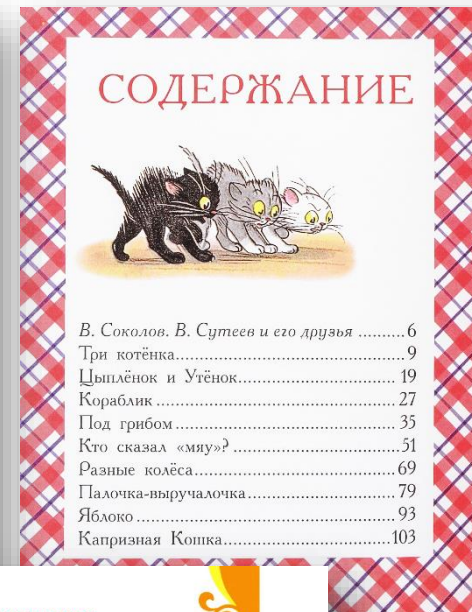 СОДЕРЖАНИЕ
В. Соколов. В. Сутеев и его друзья ..........6
Три котёнка..............................................9
Цыплёнок и Утёнок................................19
Кораблик ................................................27
Под грибом ............................................35
Кто сказал «мяу»? .................................51
Разные колёса........................................69
Палочка-выручалочка............................79
Яблоко ....................................................93
Капризная Кошка.................................103